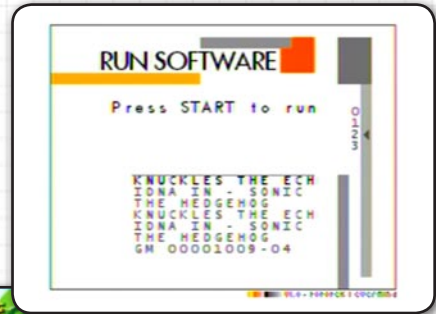 RUN SOFTWARE
Press START to run
0
1
2
3
KNUCKLES THE ECH
IDNA IN - SONIC
THE HEDGEHOG
KNUCKLES THE ECH
IDNA IN - SONIC
THE HEDGEHOG
GM 00001009-04